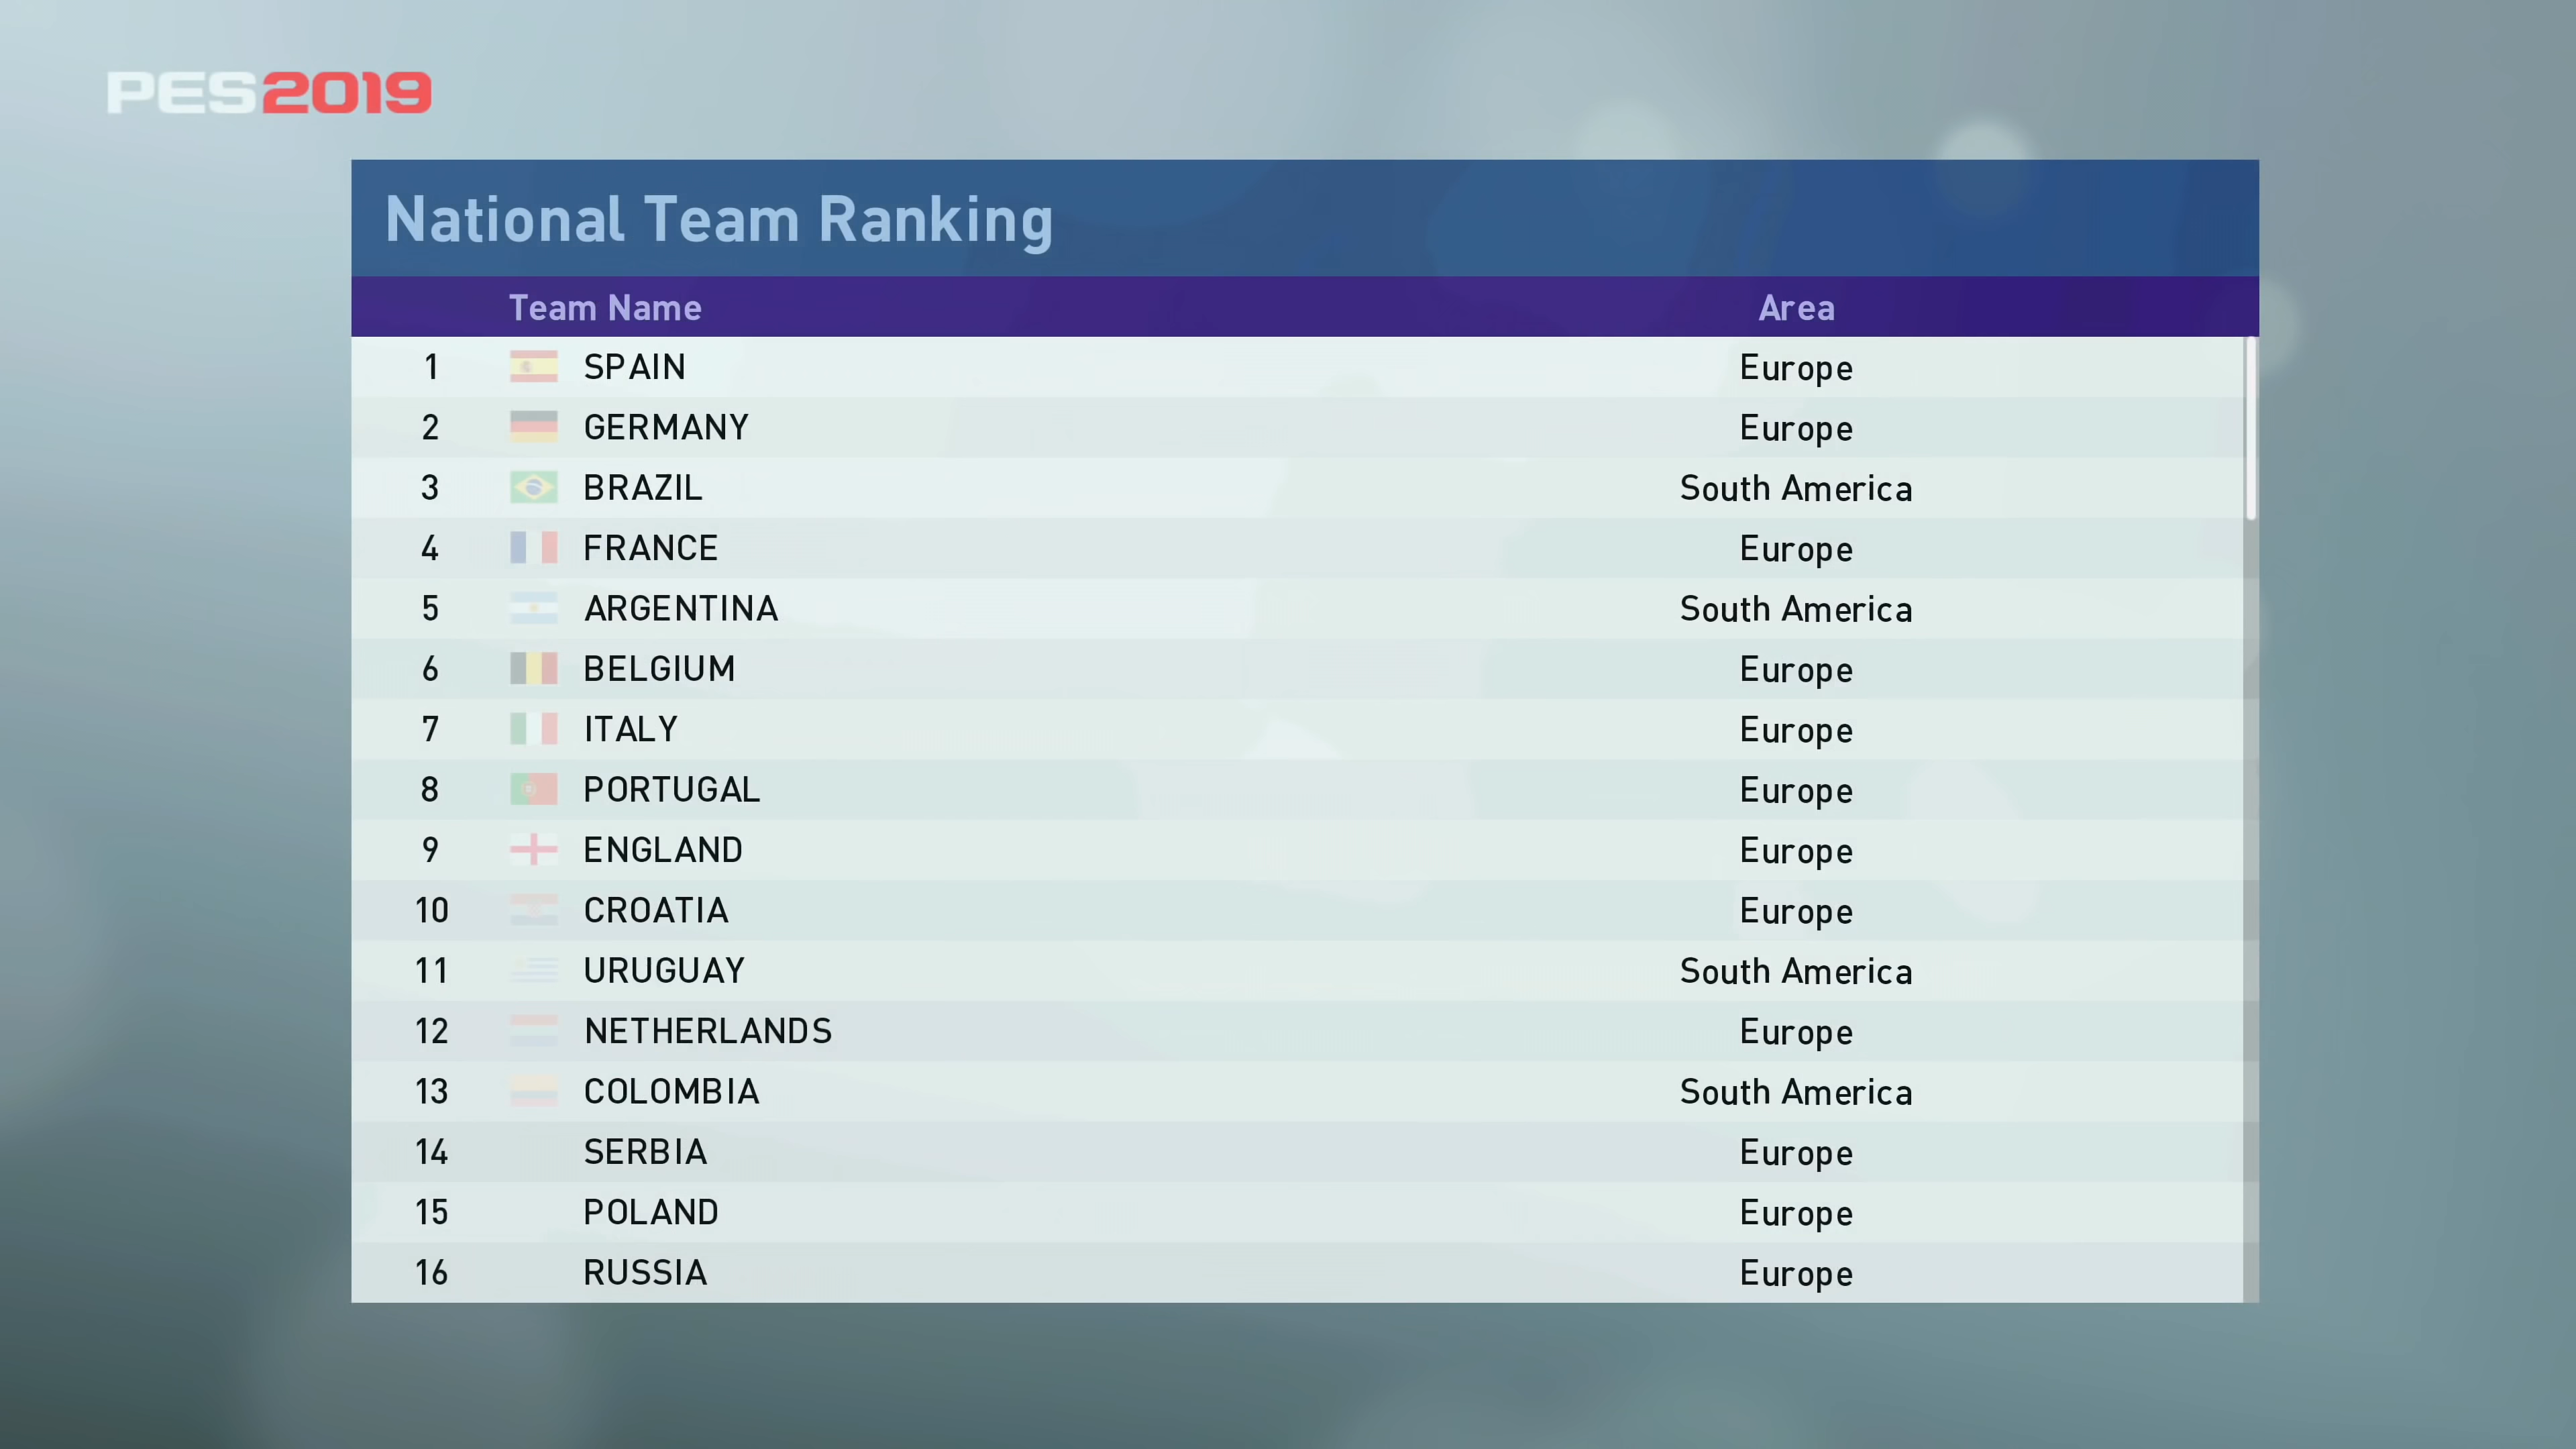 PES2019
National Team Ranking
Team Name Area
1 SPAIN Europe
2 GERMANY Europe
3 BRAZIL South America
4 FRANCE Europe
5 ARGENTINA South America
6 BELGIUM Europe
7 ITALY Europe
8 PORTUGAL Europe
9 ENGLAND Europe
10 CROATIA Europe
11 URUGUAY South America
12 NETHERLANDS Europe
13 COLOMBIA South America
14 SERBIA Europe
15 POLAND Europe
16 RUSSIA Europe